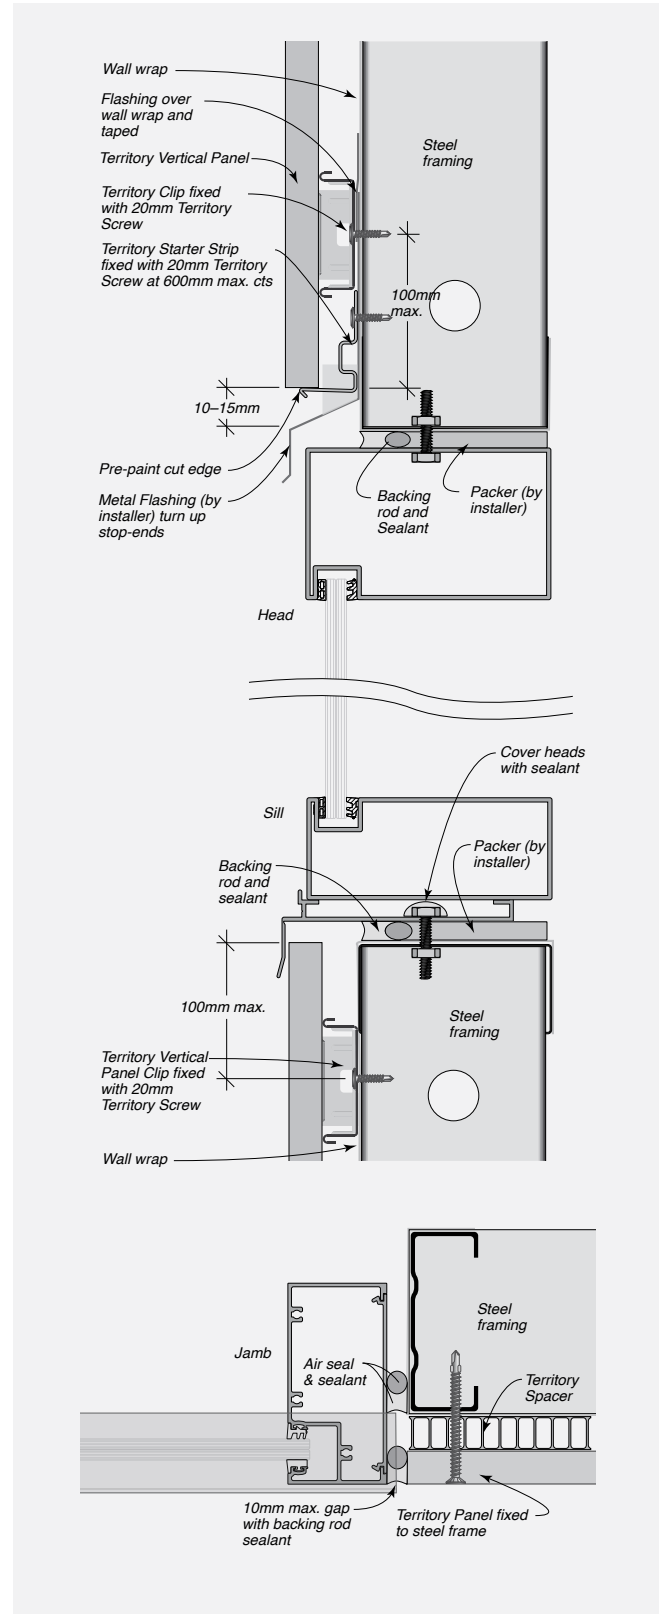 Wall wrap
Flashing over
wall wrap and
taped
Steel
framing
Territory Vertical Panel
Territory Clip fixed
with 20mm Territory
Screw
Territory Starter Strip
fixed with 20mm Territory
Screw at 600mm max. cts
100mm
max.
10–15mm
Pre-paint cut edge
Metal Flashing (by
installer) turn up
stop-ends
Backing
rod and
Sealant
Packer (by
installer)
Head
Cover heads
with sealant
Sill
Packer (by
installer)
Backing
rod and
sealant
100mm max.
Steel
framing
Territory Vertical
Panel Clip fixed
with 20mm
Territory Screw
Wall wrap
Steel
framing
Jamb
Air seal
& sealant
Territory
Spacer
10mm max. gap
with backing rod
sealant
Territory Panel fixed
to steel frame